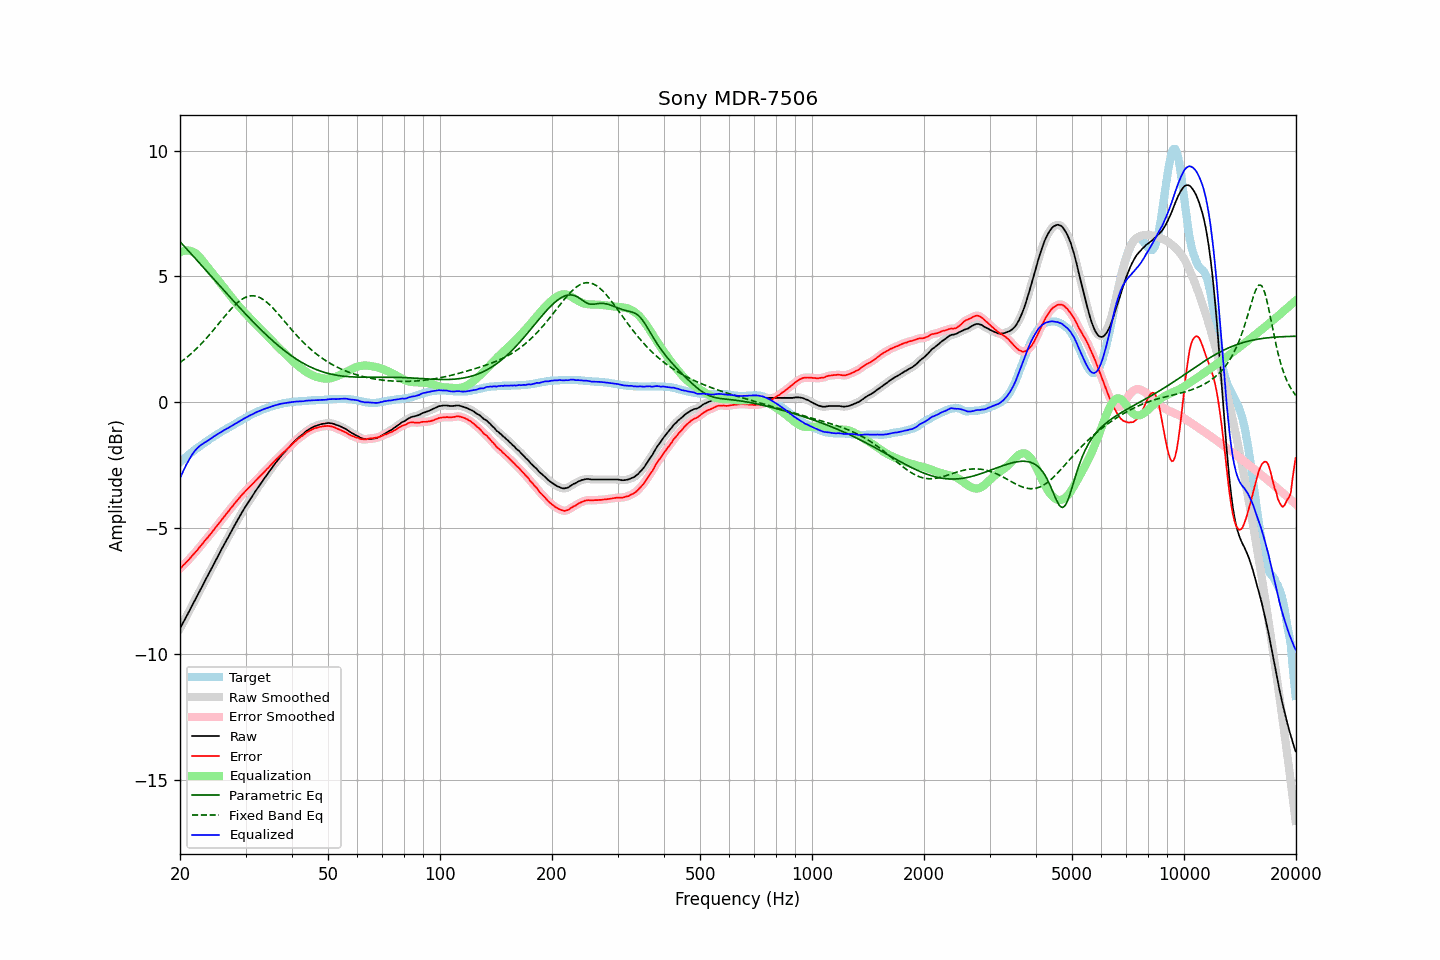 Sony MDR-7506
Amplitude (dBr)
10
5
0
−5
−10
−15
Target
Raw Smoothed
Error Smoothed
Raw
Error
Equalization
Parametric Eq
Fixed Band Eq
Equalized
20 50 100 200 500 1000 2000 5000 10000 20000
Frequency (Hz)